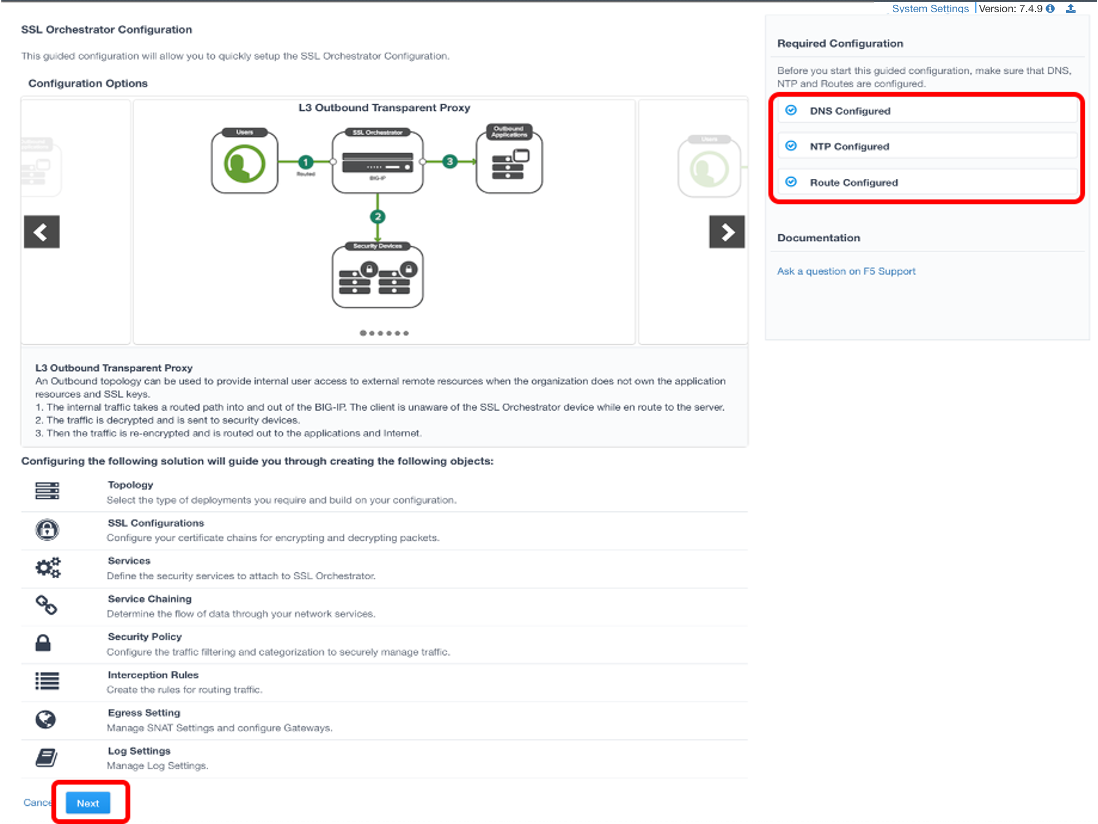 System Settings Version: 7.4.9
SSL Orchestrator Configuration
This guided configuration will allow you to quickly setup the SSL Orchestrator Configuration.
Configuration Options
L3 Outbound Transparent Proxy
Users
SSL Orchestrator
Outbound
Applications
Users
1
3
Routed
BIG-IP
2
Security Devices
L3 Outbound Transparent Proxy
An Outbound topology can be used to provide internal user access to external remote resources when the organization does not own the application
resources and SSL keys.
1. The internal traffic takes a routed path into and out of the BIG-IP. The client is unaware of the SSL Orchestrator device while en route to the server.
2. The traffic is decrypted and is sent to security devices.
3. Then the traffic is re-encrypted and is routed out to the applications and Internet.
Configuring the following solution will guide you through creating the following objects:
Topology
Select the type of deployments you require and build on your configuration.
SSL Configurations
Configure your certificate chains for encrypting and decrypting packets.
Services
Define the security services to attach to SSL Orchestrator.
Service Chaining
Determine the flow of data through your network services.
Security Policy
Configure the traffic filtering and categorization to securely manage traffic.
Interception Rules
Create the rules for routing traffic.
Egress Setting
Manage SNAT Settings and configure Gateways.
Log Settings
Manage Log Settings.
Cance Next
Required Configuration
Before you start this guided configuration, make sure that DNS,
NTP and Routes are configured.
DNS Configured
NTP Configured
Route Configured
Documentation
Ask a question on F5 Support